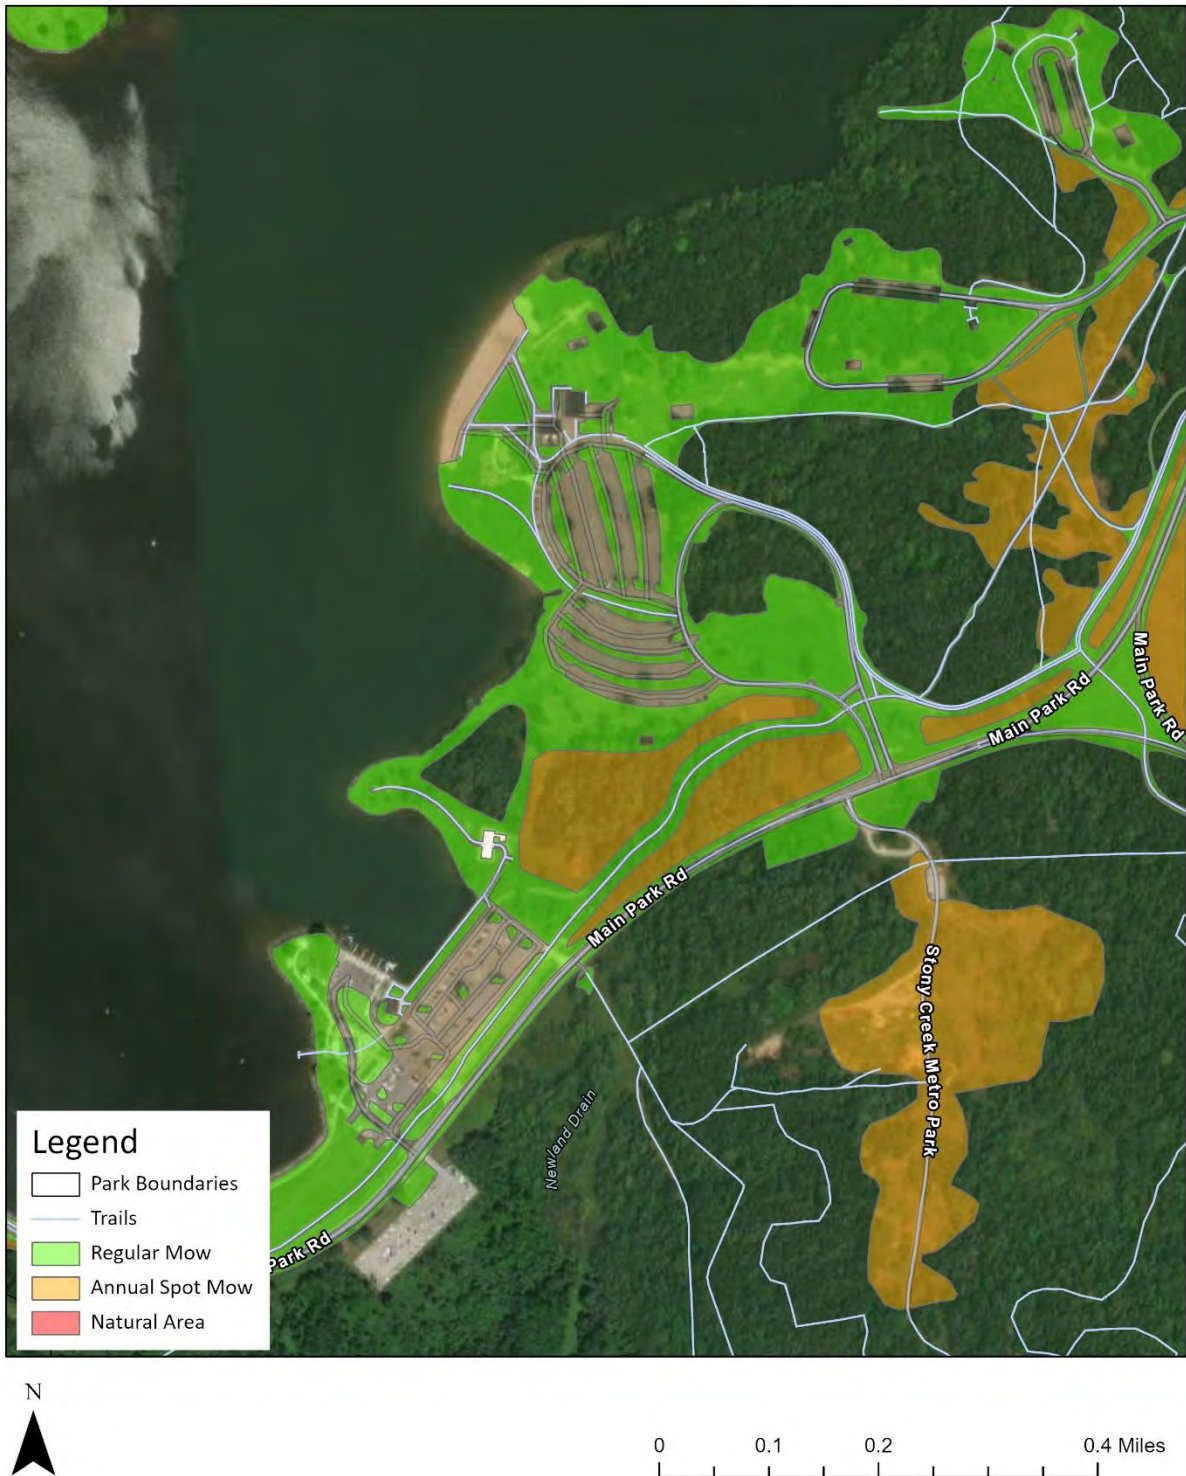 Main Park Rd
Main Park Rd
Main Park Rd
Stony Creek Metro Park
Newland Drain
Park Rd
Legend
Park Boundaries
Trails
Regular Mow
Annual Spot Mow
Natural Area
N
0 0.1 0.2 0.4 Miles